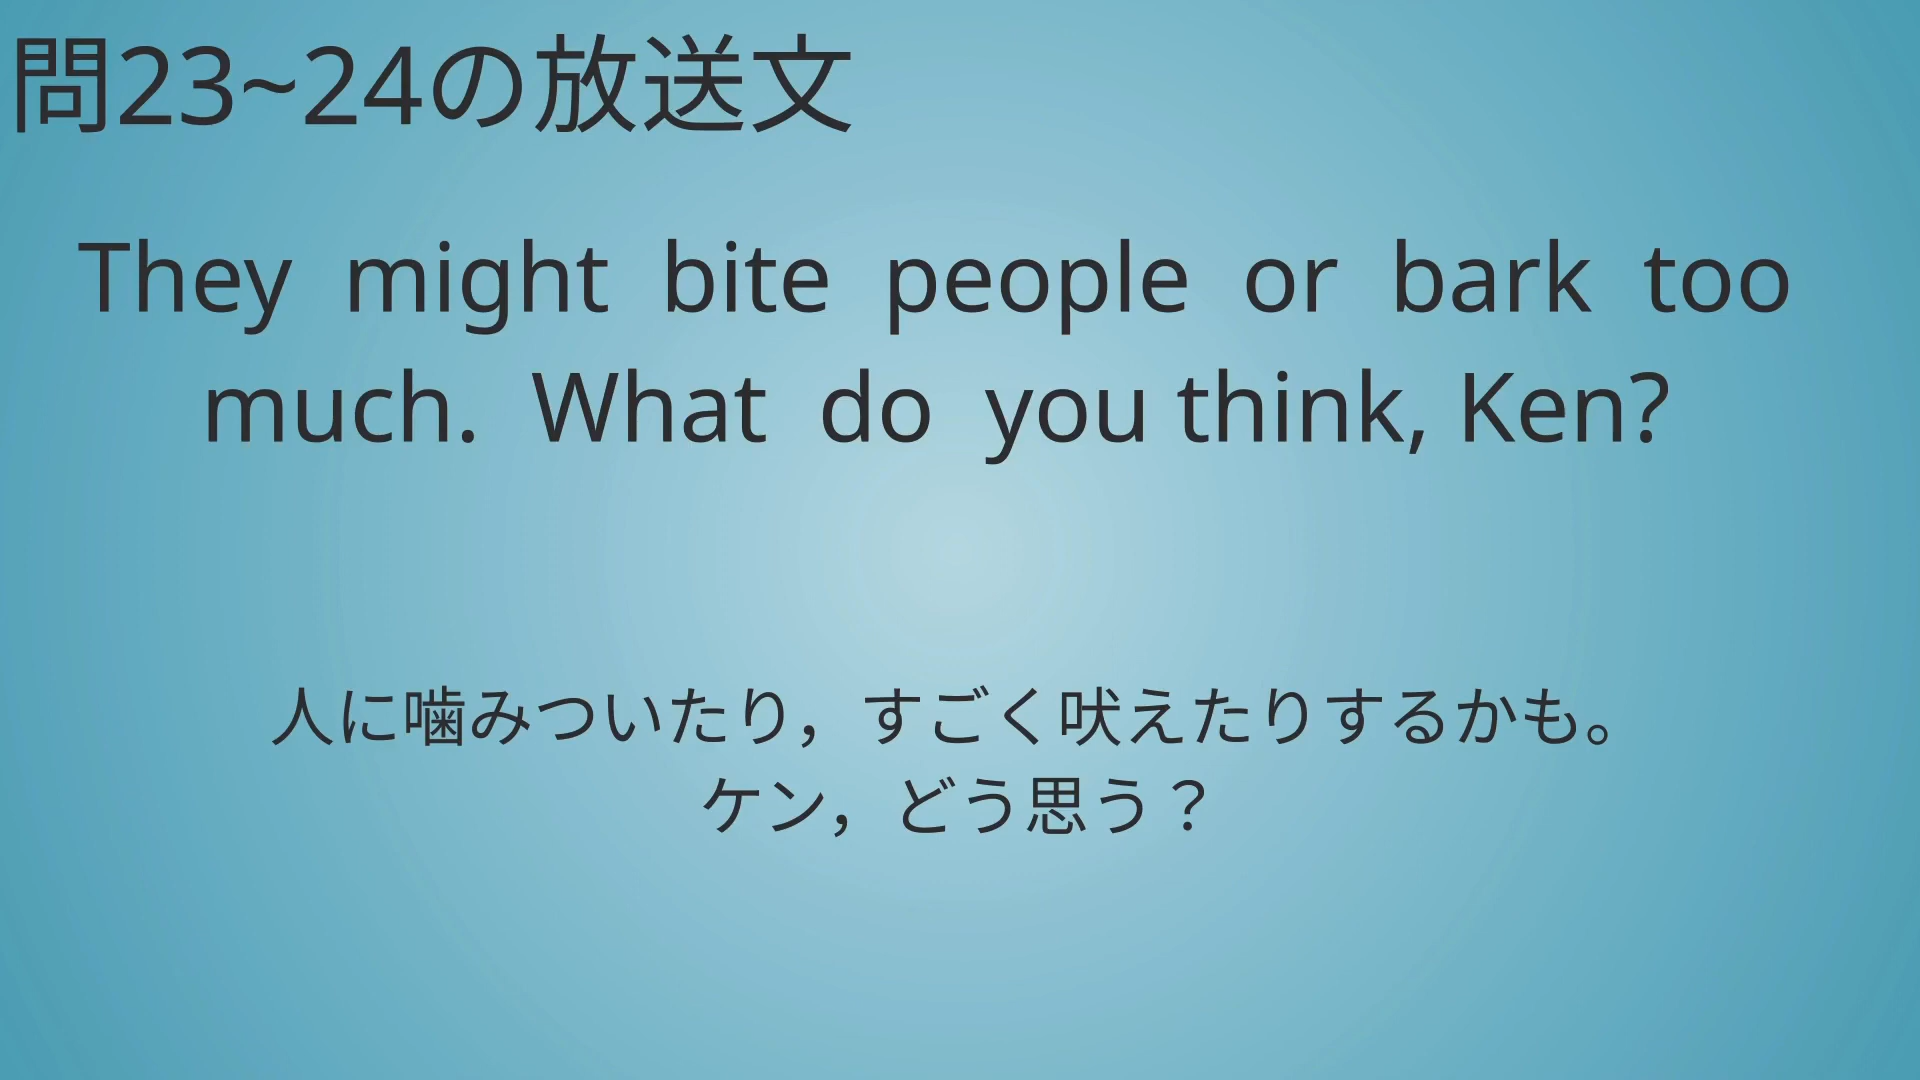 問23~24の放送文
They might bite people or bark too
much. What do you think, Ken?
人に噛みついたり，すごく吠えたりするかも。
ケン，どう思う？